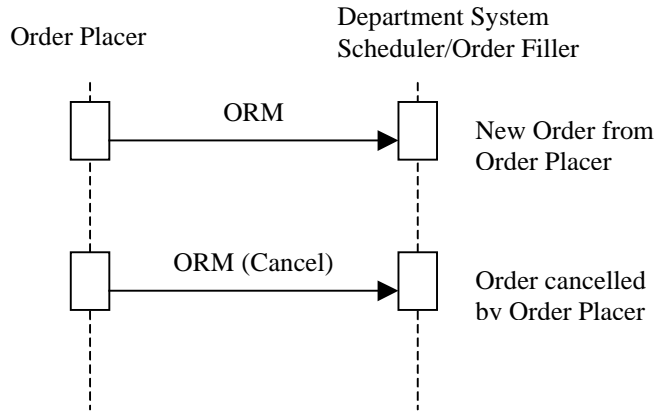 Order Placer
Department System
Scheduler/Order Filler
ORM
New Order from
Order Placer
ORM (Cancel)
Order cancelled
by Order Placer